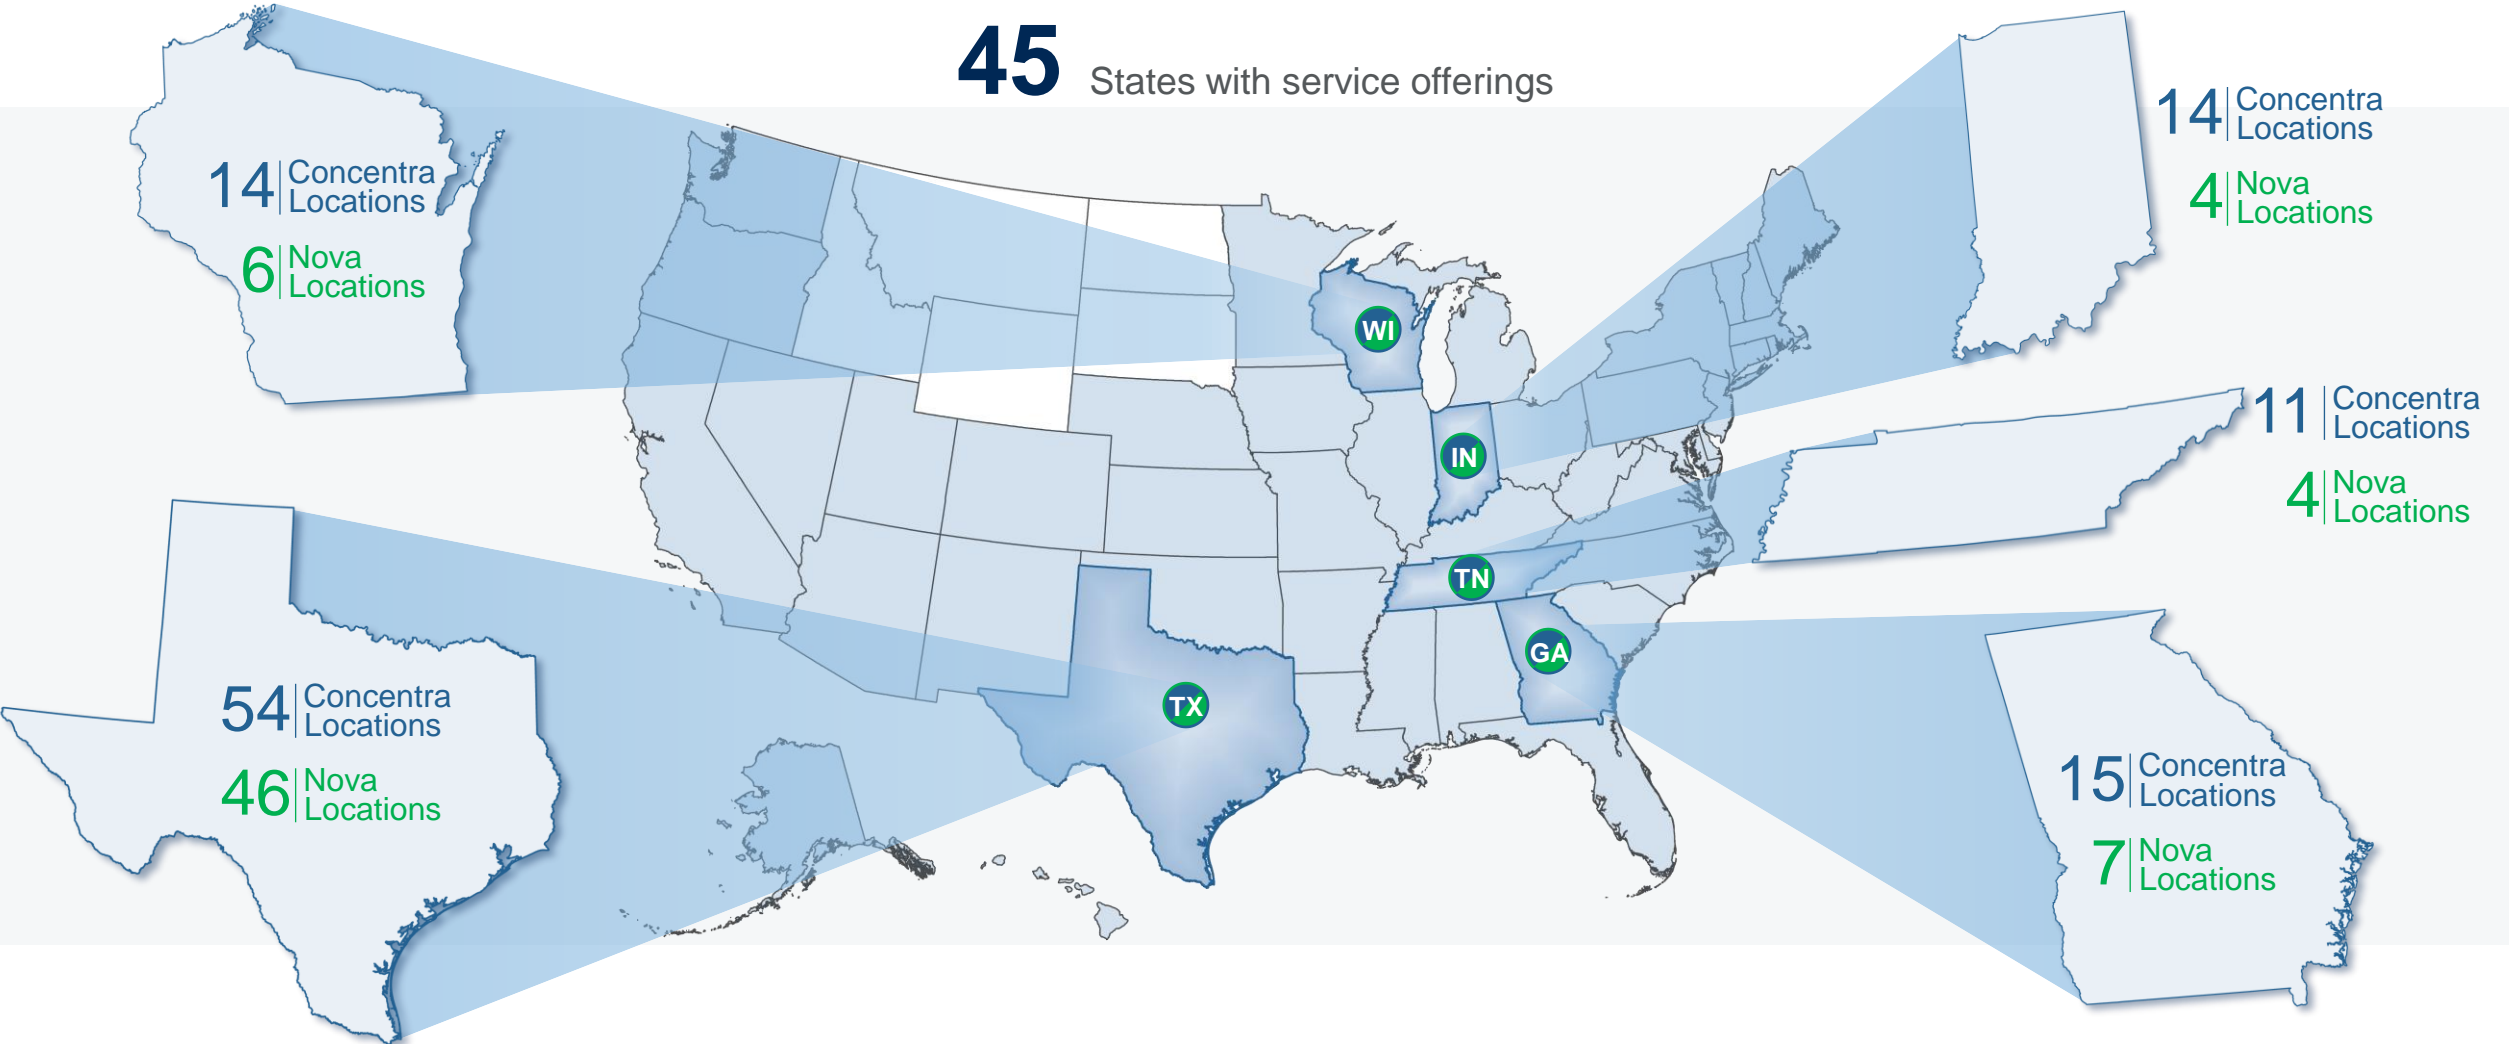 45 States with service offerings
14 Concentra
Locations
6 Nova
Locations
14 Concentra
Locations
4 Nova
Locations
11 Concentra
Locations
4 Nova
Locations
WI
IN
TN
GA
TX
54 Concentra
Locations
46 Nova
Locations
15 Concentra
Locations
7 Nova
Locations